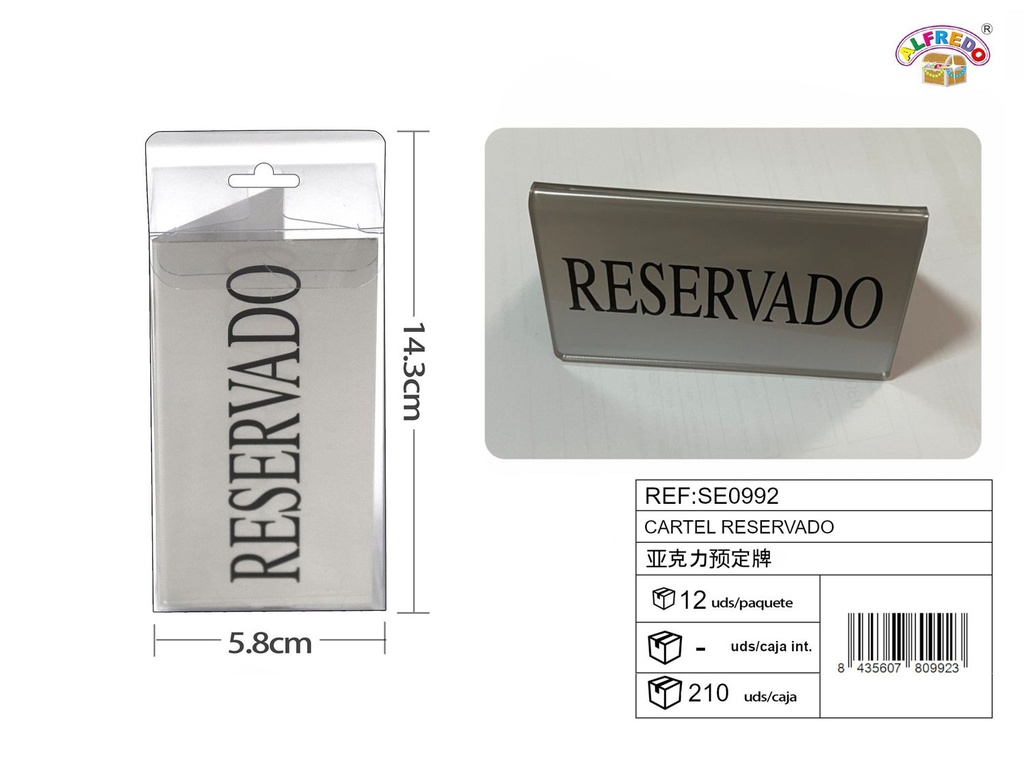 ALFREDO
®
RESERVADO
14.3cm
5.8cm
RESERVADO
REF:SE0992
CARTEL RESERVADO
亚克力预定牌
12 uds/paquete
- uds/caja int.
210 uds/caja
8 435607 809923